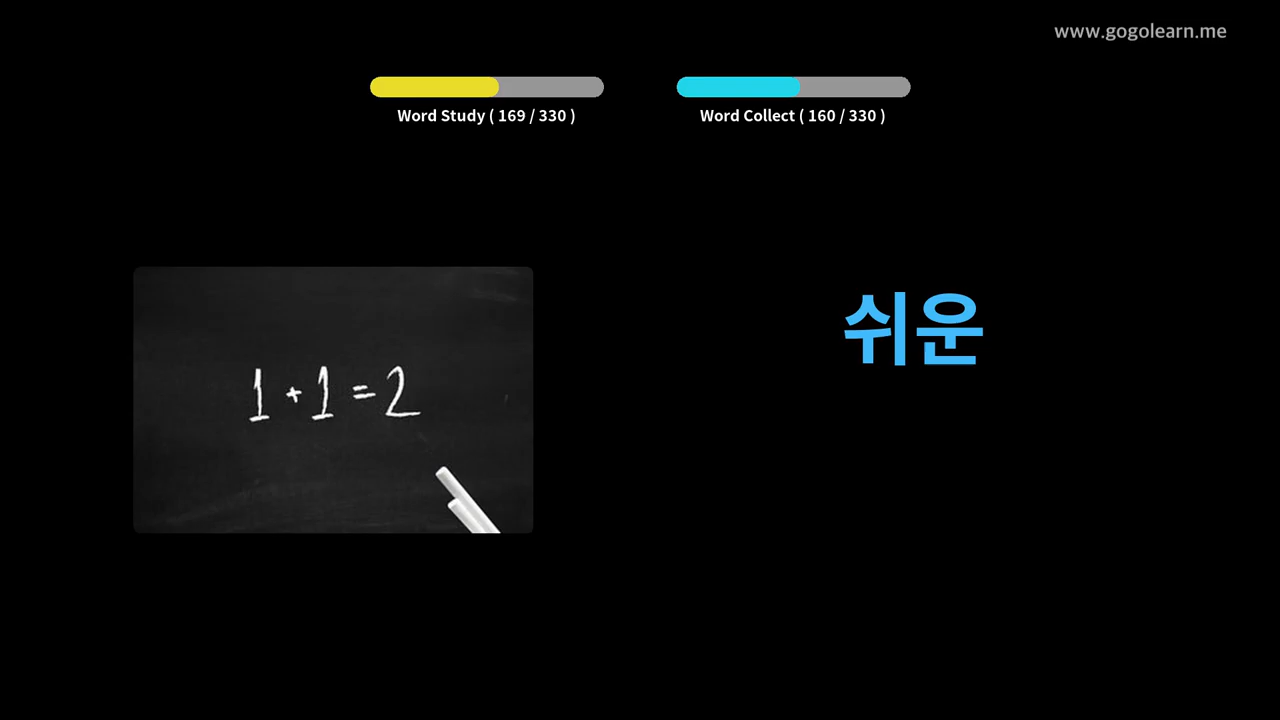 www.gogolearn.me
Word Study ( 169 / 330 )
Word Collect ( 160 / 330 )
쉬운
1 + 1 = 2